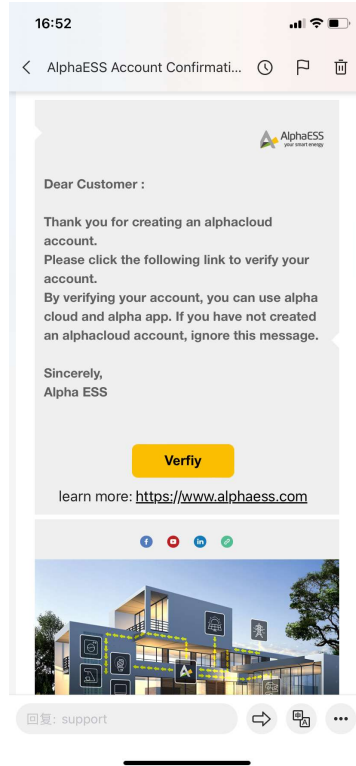 16:52
AlphaESS Account Confirmati...
AlphaESS
your smart energy
Dear Customer :
Thank you for creating an alphacloud
account.
Please click the following link to verify your
account.
By verifying your account, you can use alpha
cloud and alpha app. If you have not created
an alphacloud account, ignore this message.
Sincerely,
Alpha ESS
Verfiy
learn more: https://www.alphaess.com
回复: support